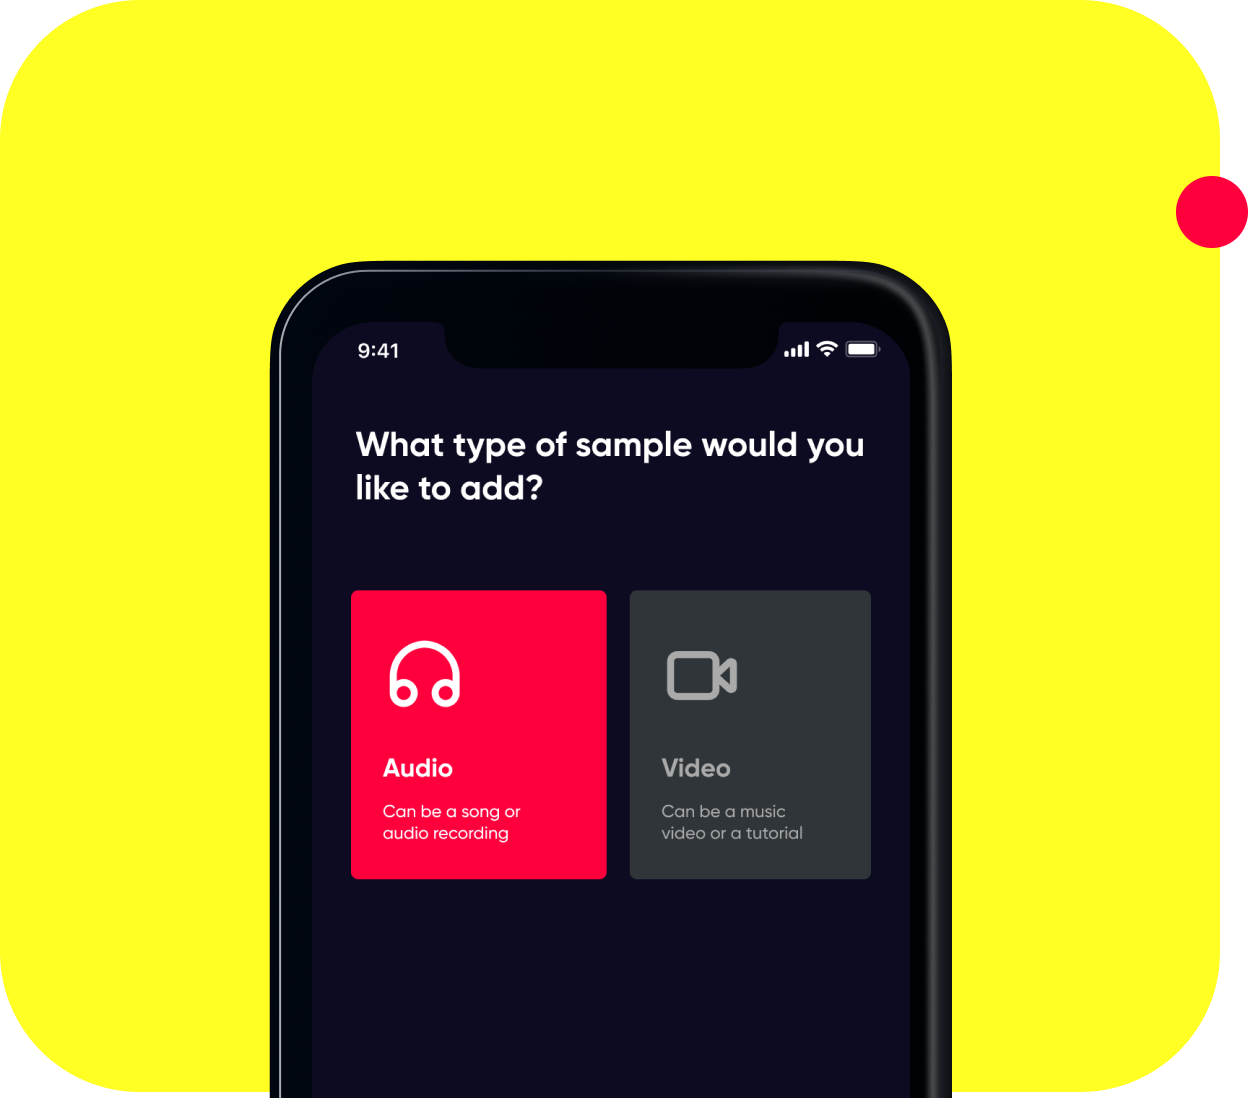 9:41
What type of sample would you
like to add?
Audio
Can be a song or
audio recording
Video
Can be a music
video or a tutorial